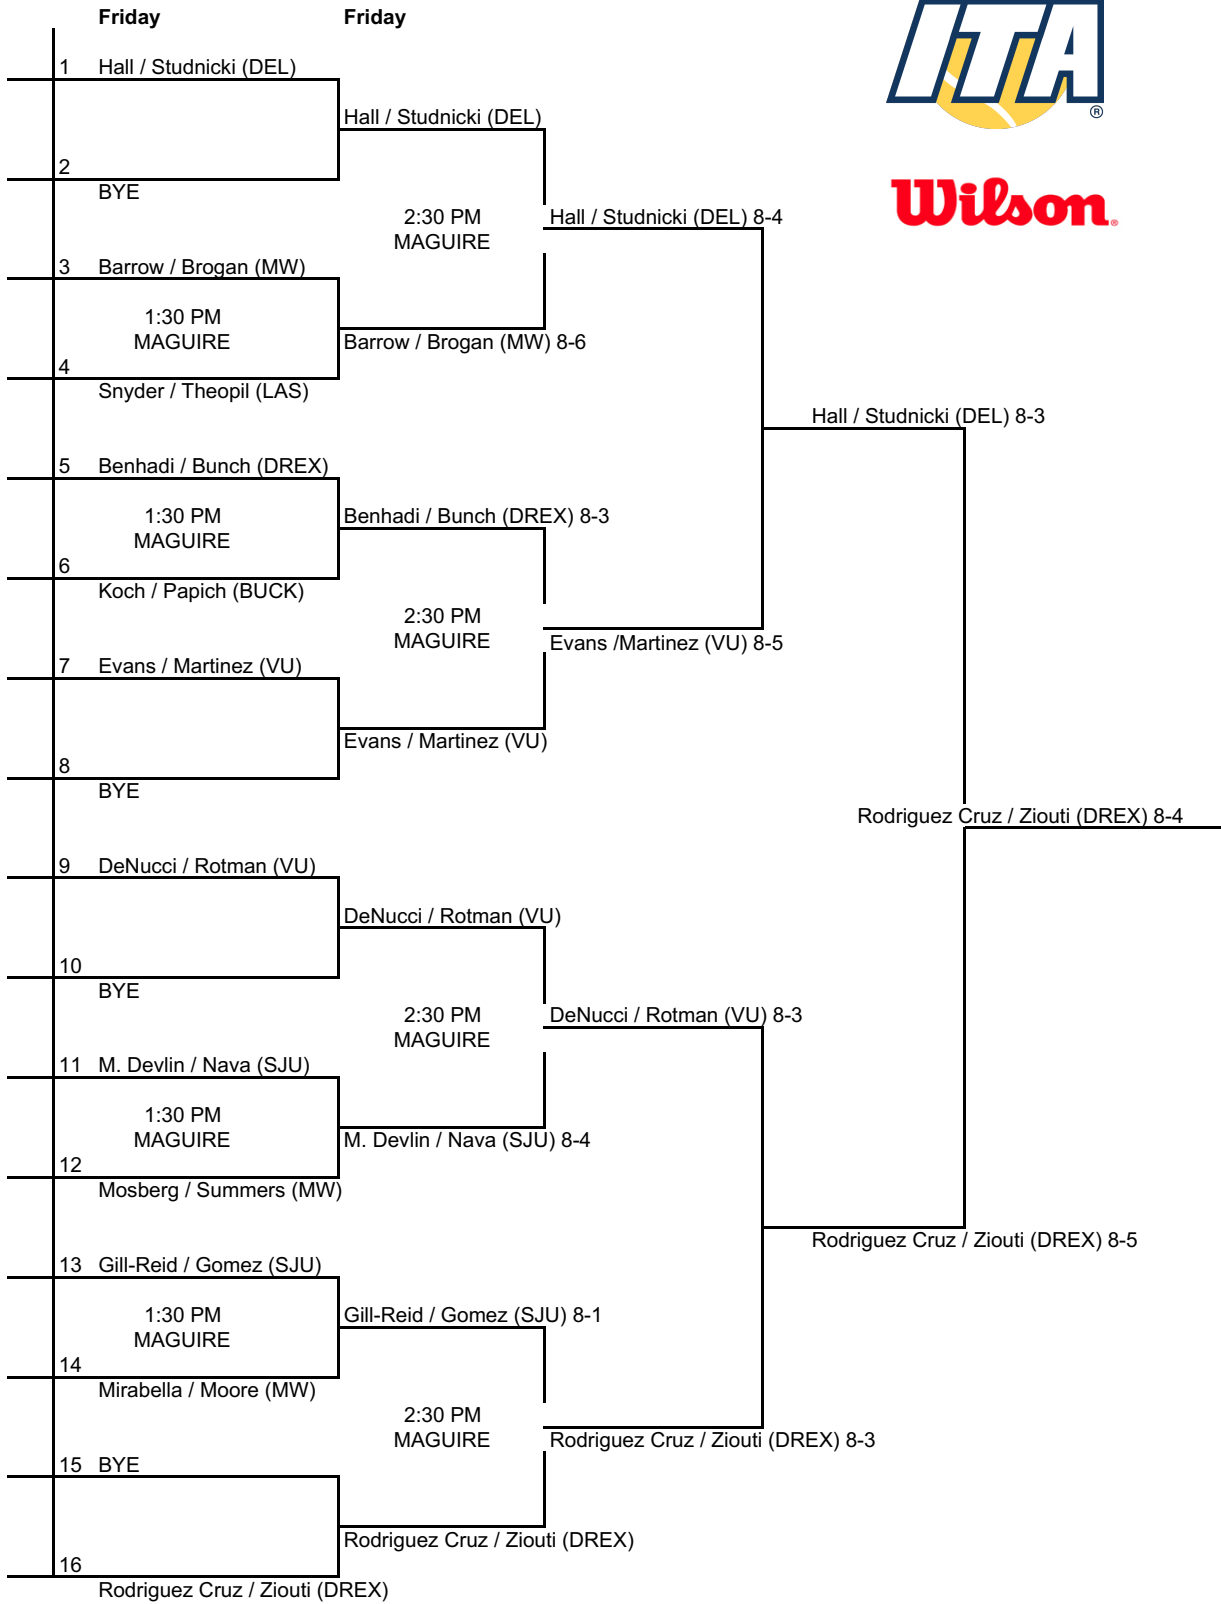 Friday
Friday
ITA
®
Wilson
1 Hall / Studnicki (DEL)
Hall / Studnicki (DEL)
2
BYE
2:30 PM
MAGUIRE
Hall / Studnicki (DEL) 8-4
3 Barrow / Brogan (MW)
1:30 PM
MAGUIRE
Barrow / Brogan (MW) 8-6
4
Snyder / Theopil (LAS)
Hall / Studnicki (DEL) 8-3
5 Benhadi / Bunch (DREX)
1:30 PM
MAGUIRE
Benhadi / Bunch (DREX) 8-3
6
Koch / Papich (BUCK)
2:30 PM
MAGUIRE
Evans /Martinez (VU) 8-5
7 Evans / Martinez (VU)
Evans / Martinez (VU)
8
BYE
Rodriguez Cruz / Ziouti (DREX) 8-4
9 DeNucci / Rotman (VU)
DeNucci / Rotman (VU)
10
BYE
2:30 PM
MAGUIRE
DeNucci / Rotman (VU) 8-3
11 M. Devlin / Nava (SJU)
1:30 PM
MAGUIRE
M. Devlin / Nava (SJU) 8-4
12
Mosberg / Summers (MW)
Rodriguez Cruz / Ziouti (DREX) 8-5
13 Gill-Reid / Gomez (SJU)
1:30 PM
MAGUIRE
Gill-Reid / Gomez (SJU) 8-1
14
Mirabella / Moore (MW)
2:30 PM
MAGUIRE
Rodriguez Cruz / Ziouti (DREX) 8-3
15 BYE
Rodriguez Cruz / Ziouti (DREX)
16
Rodriguez Cruz / Ziouti (DREX)